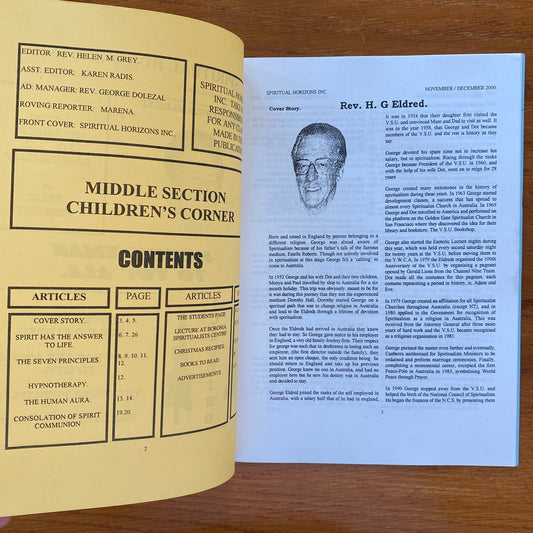 EDITOR : REV. HELEN M. GREY.
ASST. EDITOR: KAREN RADIS.
AD: MANAGER: REV. GEORGE DOLEZAL
ROVING REPORTER: MARENA.
FRONT COVER: SPIRITUAL HORIZONS INC..
SPIRITUAL HORIZONS
INC. TAKE
RESPONSIB
FOR ANY CL
MADE IN TH
PUBLICATI
MIDDLE SECTION
CHILDREN'S CORNER
CONTENTS
ARTICLES PAGE ARTICLES
COVER STORY. 3. 4. 5.
SPIRIT HAS THE ANSWER TO LIFE. 6. 7. 26
THE SEVEN PRINCIPLES. 8. 9. 10. 11. 12.
HYPNOTHERAPY. 12.
THE HUMAN AURA. 13. 14.
CONSOLATION OF SPIRIT COMMUNION 19.20.
THE STUDENTS PAGE
LECTURE AT BORONIA SPIRITUALISTS CENTRE
CHRISTMAS RECIPIES
BOOKS TO READ
ADVERTISEMENTS
2
SPIRITUAL HORIZONS INC NOVEMBER / DECEMBER 2000.
Cover Story. Rev. H. G Eldred.
Born and raised in England by parents belonging to a
different religion. George was aware of
Spiritualism because of his father's talk of the famous
medium, Estella Roberts. Though not actively involved
in spiritualism at this stage George felt a 'calling' to
come to Australia.
In 1952 George and his wife Dot and their two children,
Moreya and Paul travelled by ship to Australia for a six
month holiday. This trip was obviously meant to be for
it was during this journey that they met the experienced
medium Dorothy Hall. Dorothy started George on a
spiritual path that was to change religion in Australia
and lead to the Eldreds through a lifetime of devotion
with spiritualism.
Once the Eldreds had arrived in Australia they knew
they had to stay. So George gave notice to his employer
in England, a very old family fowkey firm. Their respect
for george was such that in deference to losing such an
employee, (the first director outside the family), they
sent him an open cheque, the only condition being he
should return to England and take up his previous
position. George knew no one in Australia, and had no
employer here but he new his destiny was in Australia
and decided to stay.
George Eldred joined the ranks of the self employed in
Australia, with a salary half that of he had in england,
It was in 1954 that their daughter first visited the
V.S.U. and convinced Mum and Dad to visit as well. It
was in the year 1958, that George and Dot became
members of the V.S.U. and the rest is history as they
say.
George devoted his spare time not to increase his
salary, but to spiritualism. Rising through the ranks
George became President of the V.S.U in 1960, and
with the help of his wife Dot, went on to reign for 28
years.
George created many milestones in the history of
spiritualism during these years. In 1963 George started
development classes, a success that has spread to
almost every Spiritualist Church in Australia. In 1969
George and Dot travelled to America and performed on
the platform on the Golden Gate Spiritualist Church in
San Francisco where they discovered the idea for their
library and bookstore: The V.S.U. Bookshop.
George also started the Esoteric Lecture nights during
this year, which was held every second saturday night
for seven years at the V.S.U. before moving them to
the Y.W.C.A. In 1979 the Eldreds organised the 109th
Anniversary of the V.S.U. by organising a pageant
opened by Gerald Lions from the Channel Nine Team.
Dot made all the costumes for this pageant, each
costume representing a period in history, ie. Adam and
Eve.
In 1979 George created an affiliation for all Spiritualist
Churches throughout Australia (except NT), and in
1980 applied to the Government for recognition of
Spiritualism as a religion in Australia. This was
received from the Attorney General after three more
years of hard work and the V.S.U. became recognised
as a religious organisation in 1983.
George pursued the mater further even, and eventually,
Canberra authorised for Spiritualism Ministers to be
ordained and preform marriage ceremonies. Finally,
completing a monumental career, accepted the first
Peace-Pole in Australia in 1985, symbolising World
Peace through Prayer.
In 1990 George stepped away from the V.S.U. and
helped the birth of the National Council of Spiritualists
He began the finances of the N.C.S. by presenting them
3